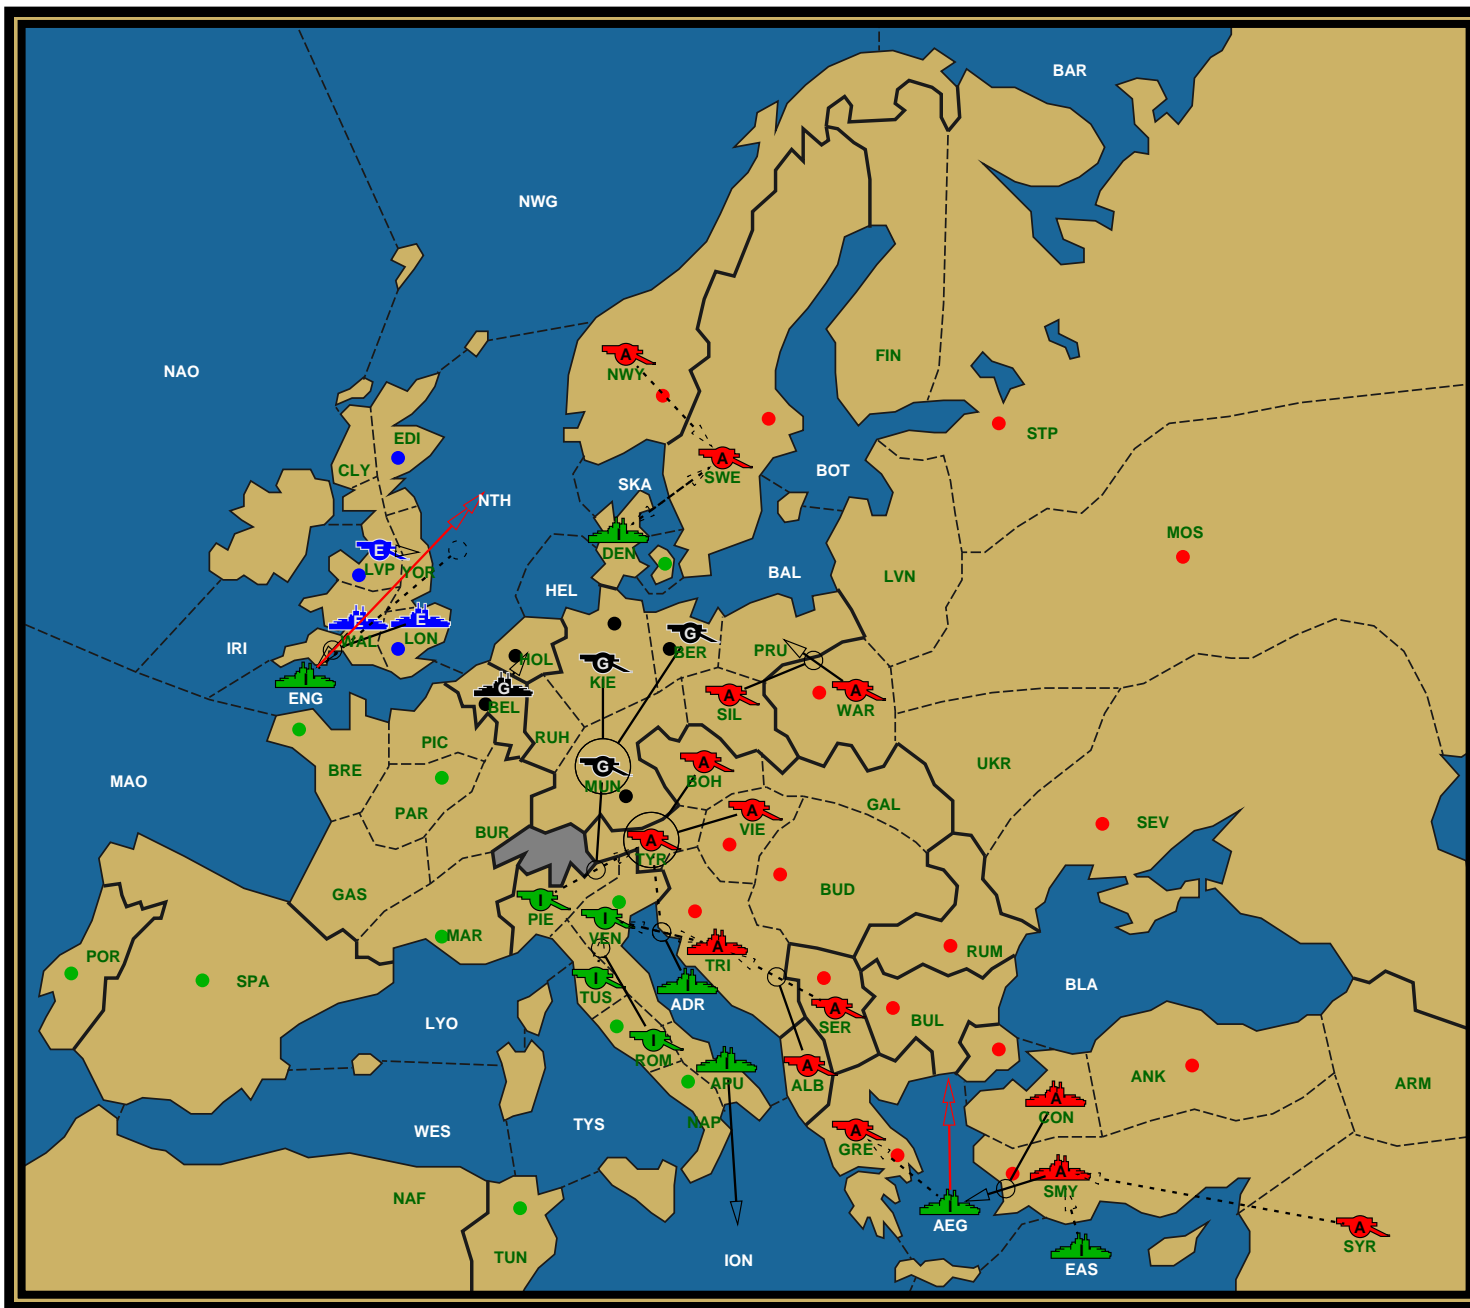 BAR
NWG
NAO
FIN
A
NWY
STP
EDI
CLY
A
SWE
BOT
SKA
NTH
MOS
I
DEN
E
LVP
YOR
LVN
BAL
HEL
E
WAL
E
LON
IRI
G
BER
PRU
HOL
G
KIE
I
ENG
G
BEL
A
SIL
A
WAR
PIC
RUH
G
MUN
A
BOH
UKR
BRE
MAO
PAR
BUR
A
VIE
GAL
SEV
A
TYR
BUD
GAS
I
PIE
I
VEN
MAR
A
TRI
RUM
POR
SPA
I
TUS
I
ADR
BLA
A
SER
BUL
LYO
I
ROM
I
APU
A
ALB
ANK
ARM
A
CON
NAP
TYS
WES
A
GRE
A
SMY
NAF
I
AEG
A
SYR
TUN
ION
I
EAS